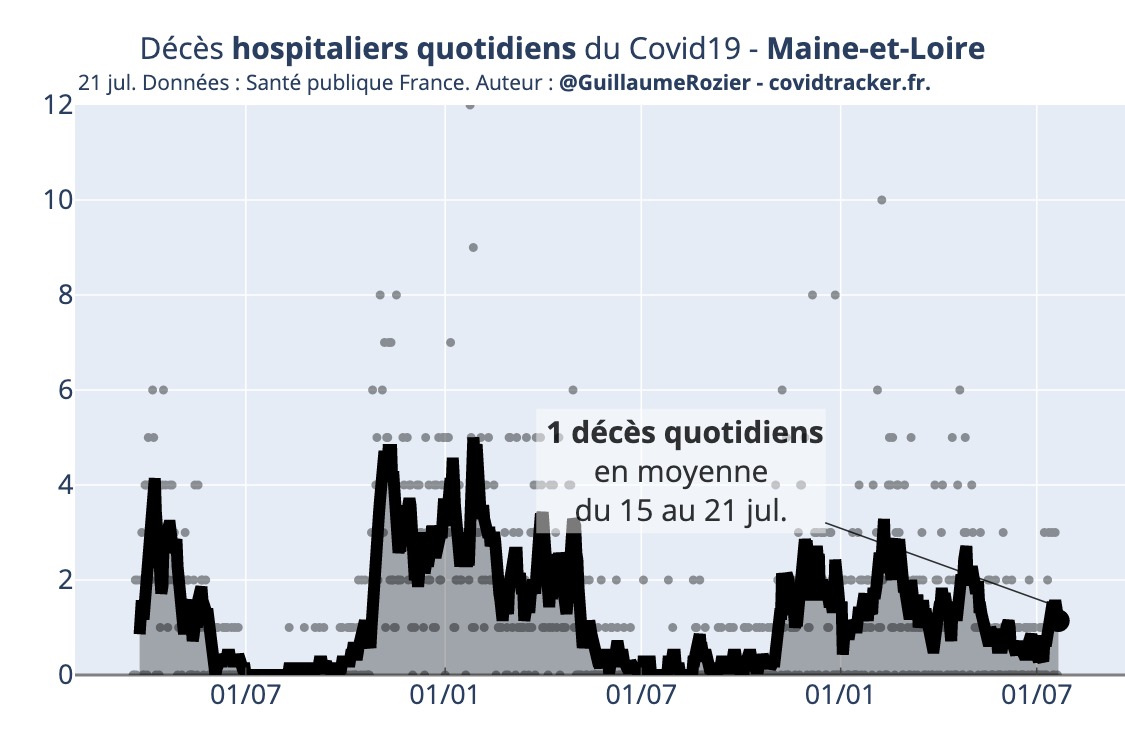 Décès hospitaliers quotidiens du Covid19 - Maine-et-Loire
21 jul. Données : Santé publique France. Auteur : @GuillaumeRozier - covidtracker.fr.
12
10
8
6
1 décès quotidiens
en moyenne
4
du 15 au 21 jul.
2
0
01/07 01/01 01/07 01/01 01/07